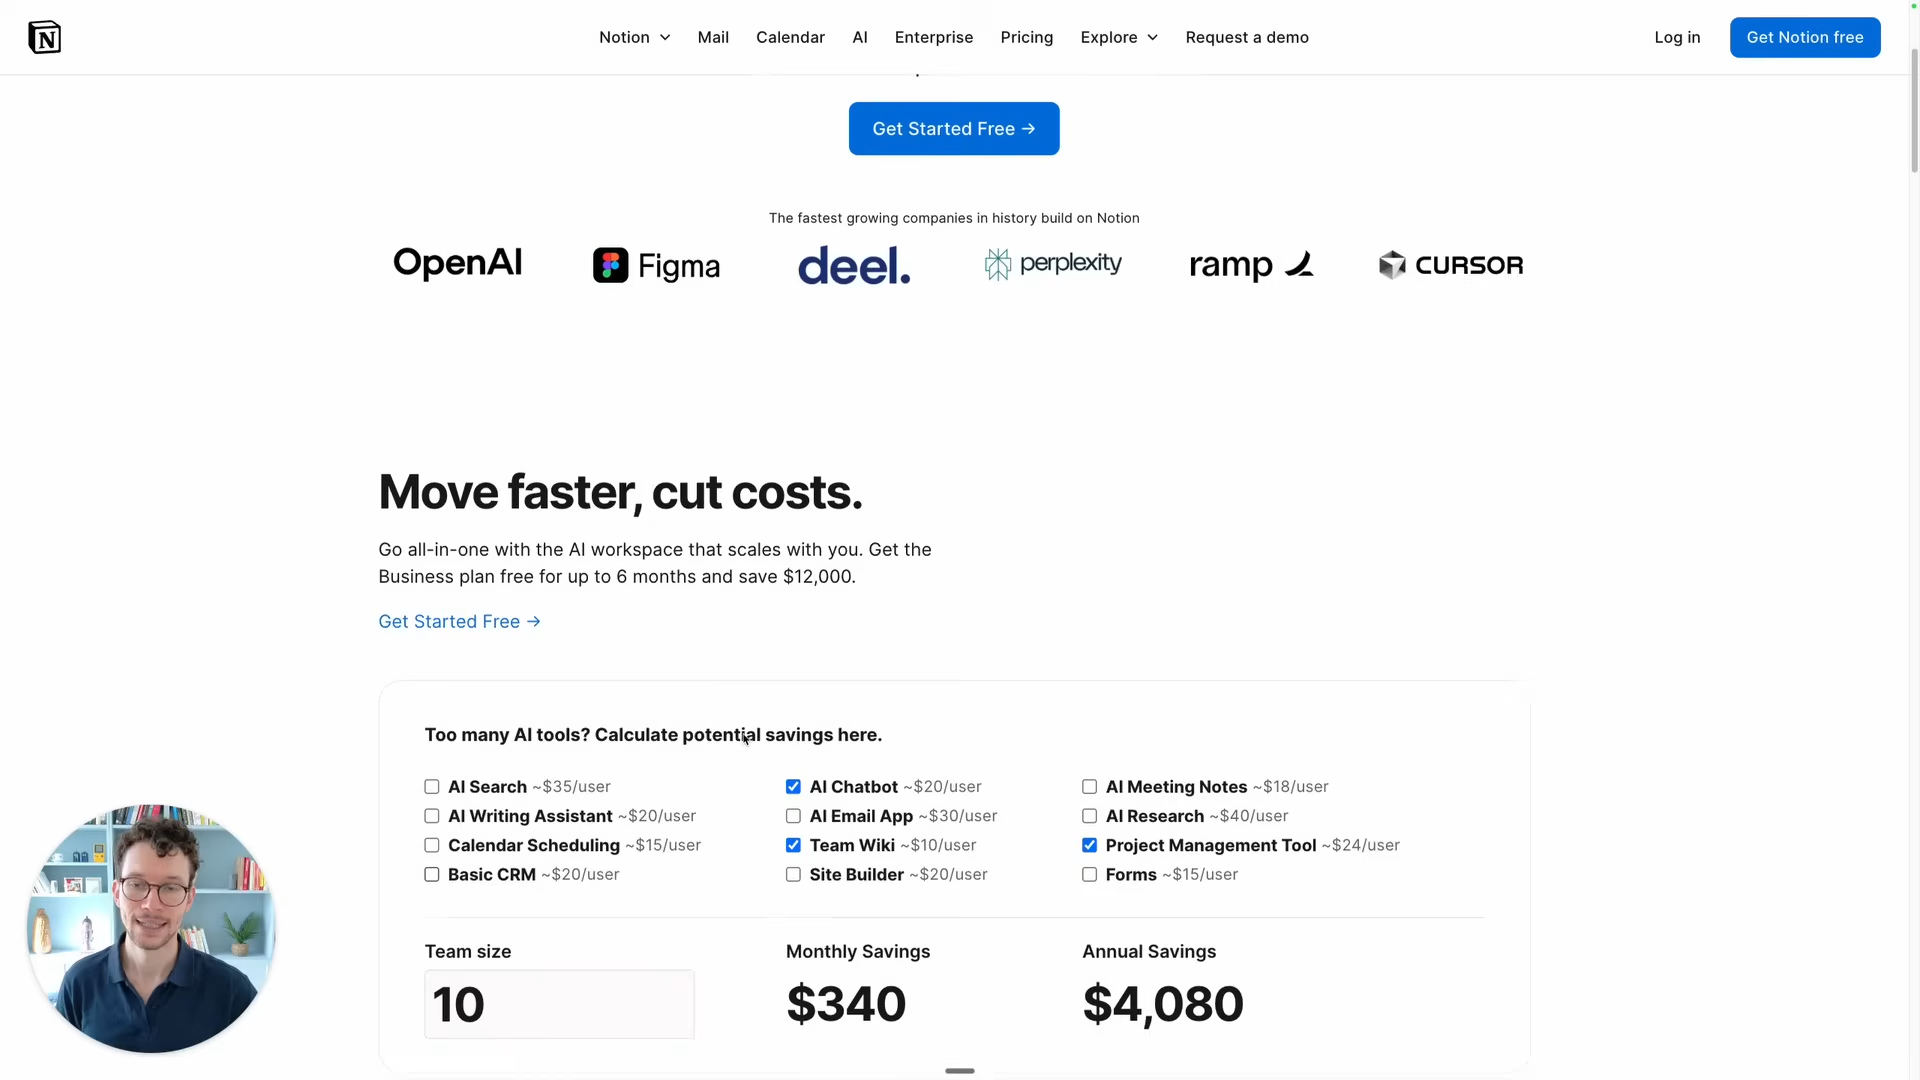 N
Notion
Mail
Calendar
AI
Enterprise
Pricing
Explore
Request a demo
Log in
Get Notion free
Get Started Free →
The fastest growing companies in history build on Notion
OpenAI
Figma
deel.
perplexity
ramp
CURSOR
Move faster, cut costs.
Go all-in-one with the AI workspace that scales with you. Get the
Business plan free for up to 6 months and save $12,000.
Get Started Free →
Too many AI tools? Calculate potential savings here.
AI Search ~$35/user
AI Chatbot ~$20/user
AI Meeting Notes ~$18/user
AI Writing Assistant ~$20/user
AI Email App ~$30/user
AI Research ~$40/user
Calendar Scheduling ~$15/user
Team Wiki ~$10/user
Project Management Tool ~$24/user
Basic CRM ~$20/user
Site Builder ~$20/user
Forms ~$15/user
Team size
Monthly Savings
Annual Savings
10
$340
$4,080